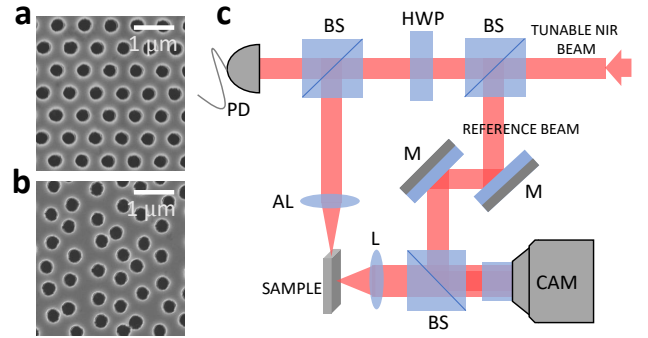 a
1 μm
b
1 μm
c
BS
HWP
BS
TUNABLE NIR
BEAM
PD
REFERENCE BEAM
M
M
AL
L
SAMPLE
BS
CAM